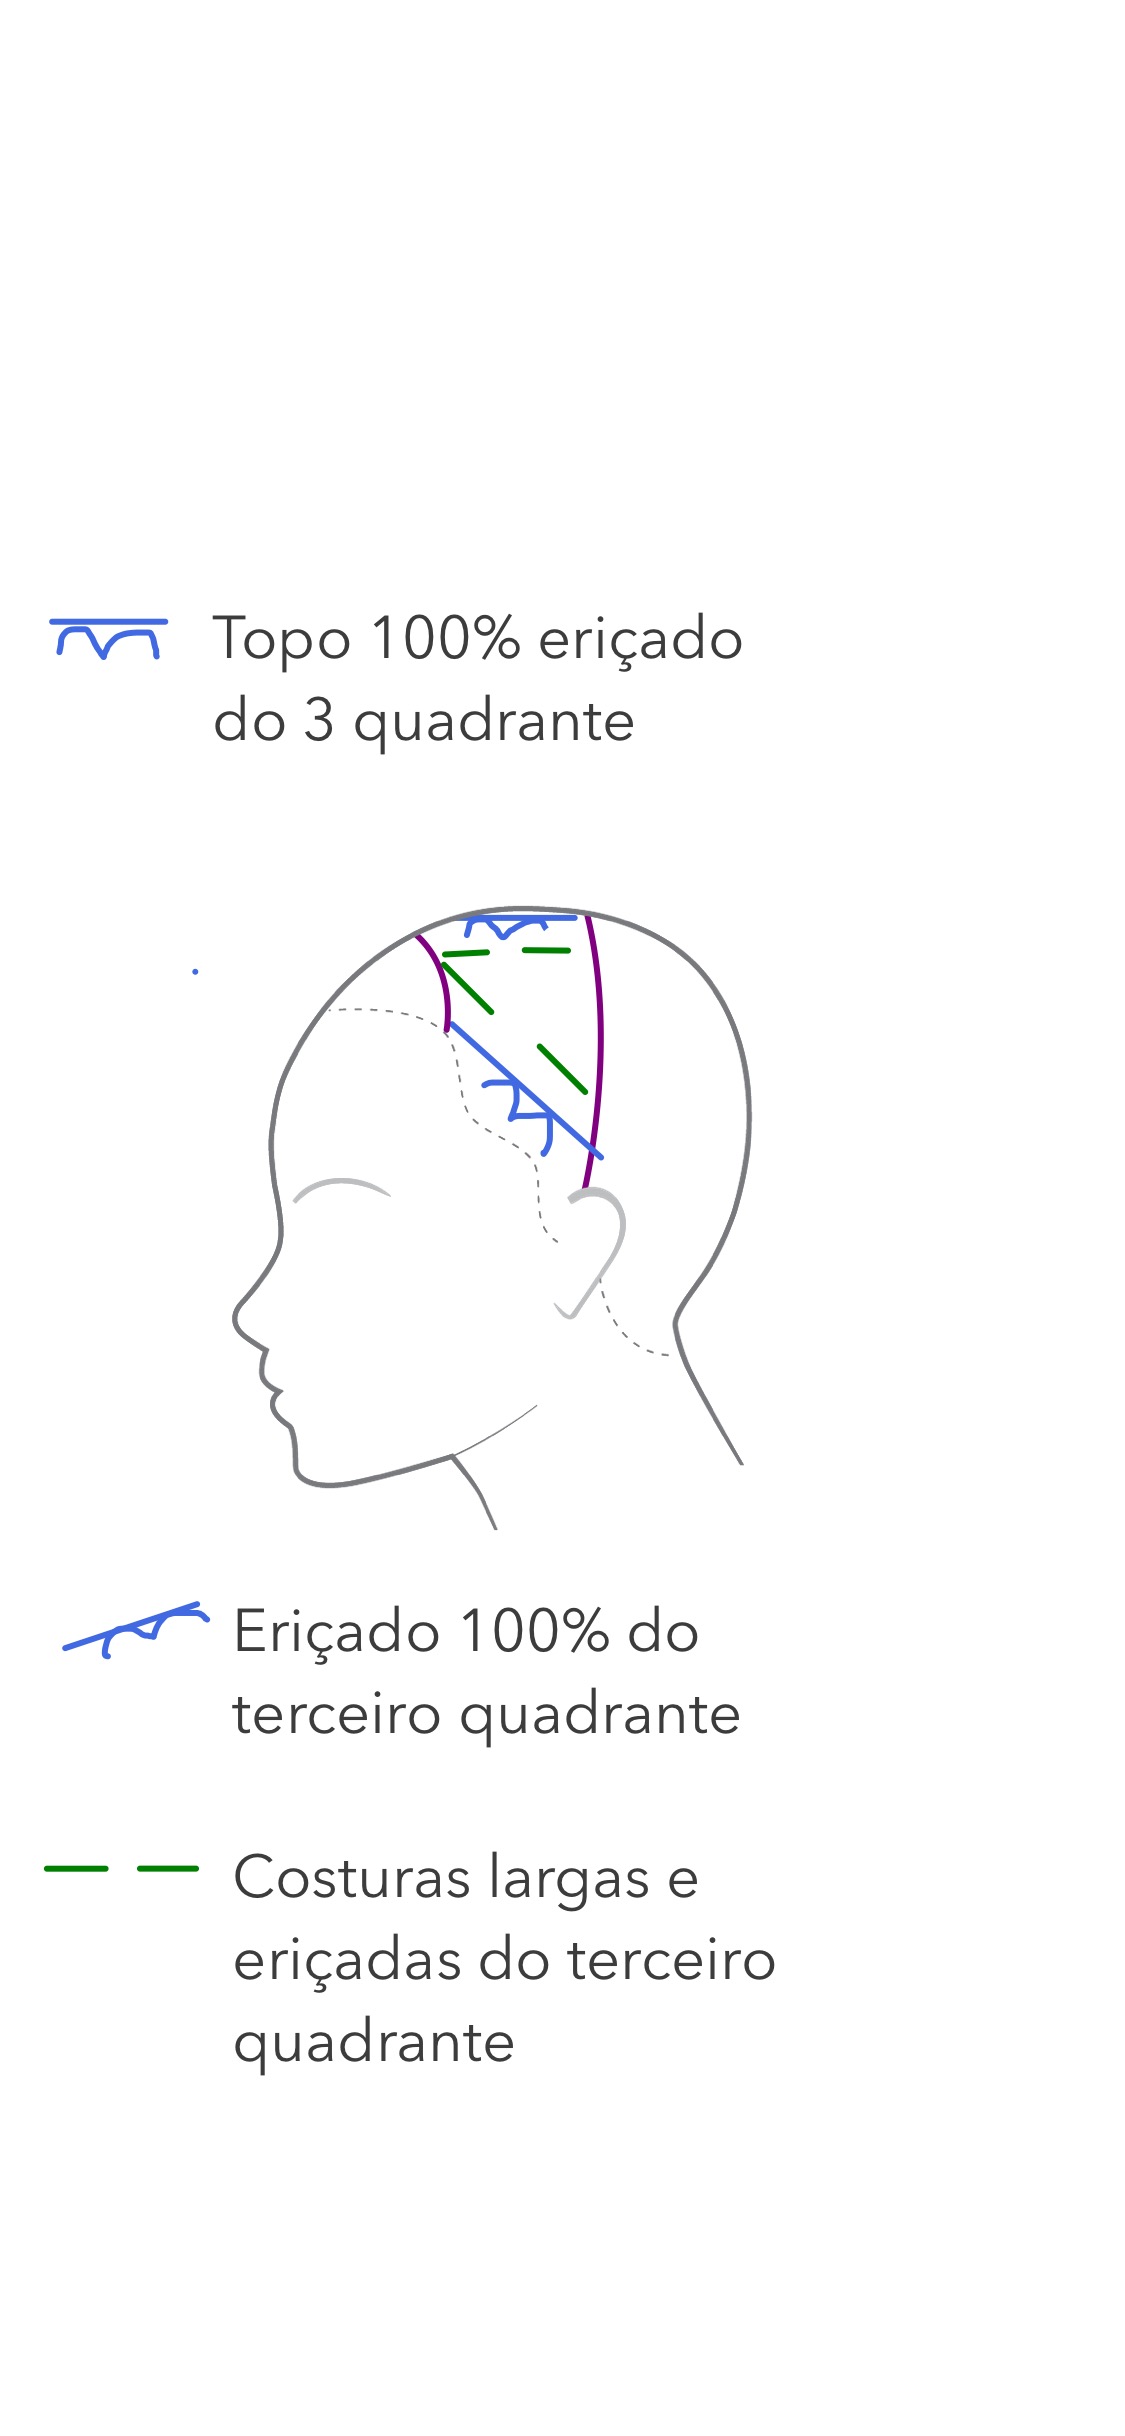 Topo 100% eriçado
do 3 quadrante
Eriçado 100% do
terceiro quadrante
Costuras largas e
eriçadas do terceiro
quadrante